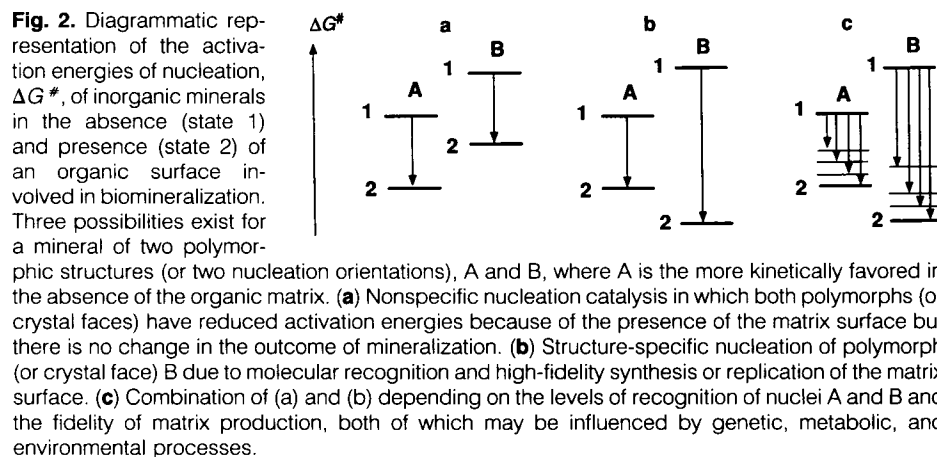 Fig. 2. Diagrammatic rep-
resentation of the activa-
tion energies of nucleation,
ΔG#, of inorganic minerals
in the absence (state 1)
and presence (state 2) of
an organic surface in-
volved in biomineralization.
Three possibilities exist for
a mineral of two polymor-
ΔG#
a
B
1
A
1
2
2
b
B
1
A
1
2
2
c
B
1
A
1
2
2
phic structures (or two nucleation orientations), A and B, where A is the more kinetically favored in
the absence of the organic matrix. (a) Nonspecific nucleation catalysis in which both polymorphs (o
crystal faces) have reduced activation energies because of the presence of the matrix surface bu
there is no change in the outcome of mineralization. (b) Structure-specific nucleation of polymorph
(or crystal face) B due to molecular recognition and high-fidelity synthesis or replication of the matrix
surface. (c) Combination of (a) and (b) depending on the levels of recognition of nuclei A and B and
the fidelity of matrix production, both of which may be influenced by genetic, metabolic, and
environmental processes.